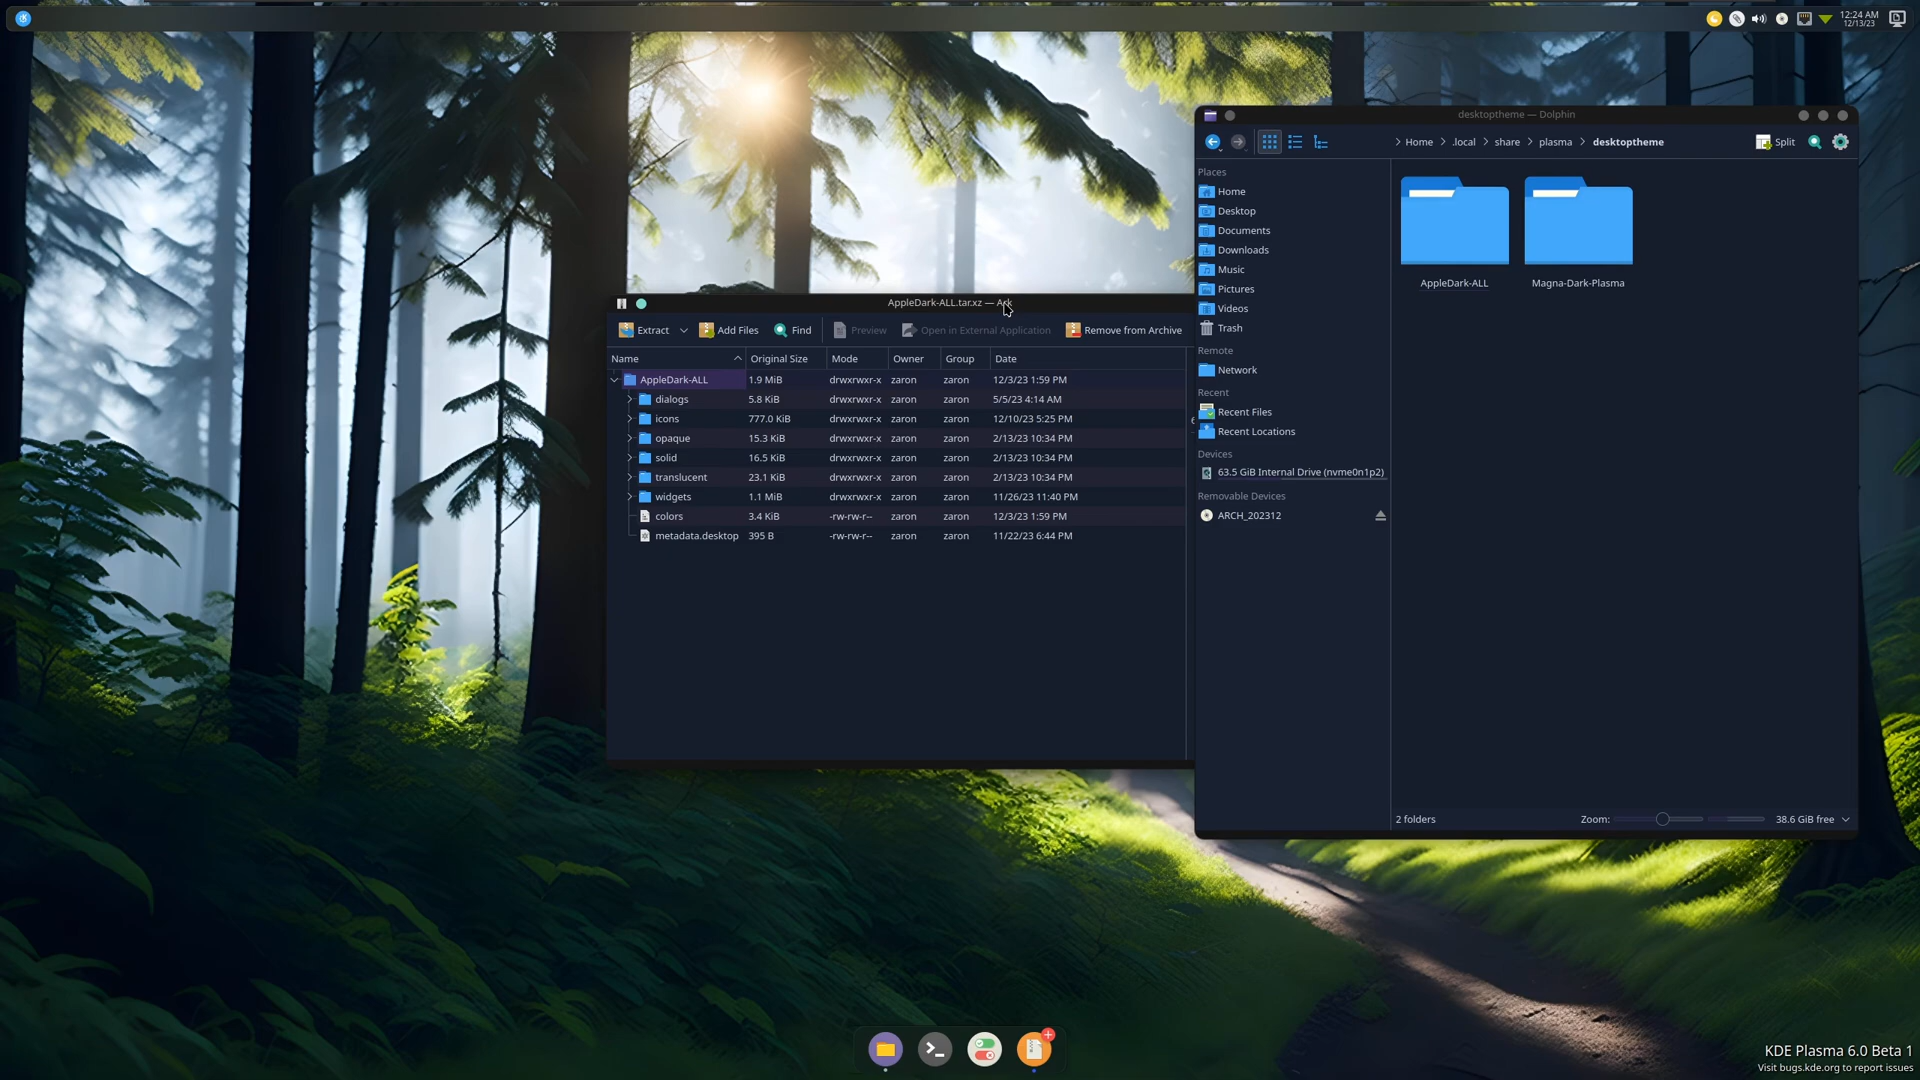 12:24 AM
12/13/23
desktoptheme — Dolphin
Home .local share plasma desktoptheme
Split
Places
Home
Desktop
Documents
Downloads
Music
Pictures
Videos
Trash
Remote
Network
Recent
Recent Files
Recent Locations
Devices
63.5 GiB Internal Drive (nvme0n1p2)
Removable Devices
ARCH_202312
AppleDark-ALL
Magna-Dark-Plasma
2 folders
Zoom:
38.6 GiB free
AppleDark-ALL.tar.xz — Ark
Extract Add Files Find Preview Open in External Application Remove from Archive
Name Original Size Mode Owner Group Date
AppleDark-ALL 1.9 MiB drwxrwxr-x zaron zaron 12/3/23 1:59 PM
dialogs 5.8 KiB drwxrwxr-x zaron zaron 5/5/23 4:14 AM
icons 777.0 KiB drwxrwxr-x zaron zaron 12/10/23 5:25 PM
opaque 15.3 KiB drwxrwxr-x zaron zaron 2/13/23 10:34 PM
solid 16.5 KiB drwxrwxr-x zaron zaron 2/13/23 10:34 PM
translucent 23.1 KiB drwxrwxr-x zaron zaron 2/13/23 10:34 PM
widgets 1.1 MiB drwxrwxr-x zaron zaron 11/26/23 11:40 PM
colors 3.4 KiB -rw-rw-r-- zaron zaron 12/3/23 1:59 PM
metadata.desktop 395 B -rw-rw-r-- zaron zaron 11/22/23 6:44 PM
KDE Plasma 6.0 Beta 1
Visit bugs.kde.org to report issues